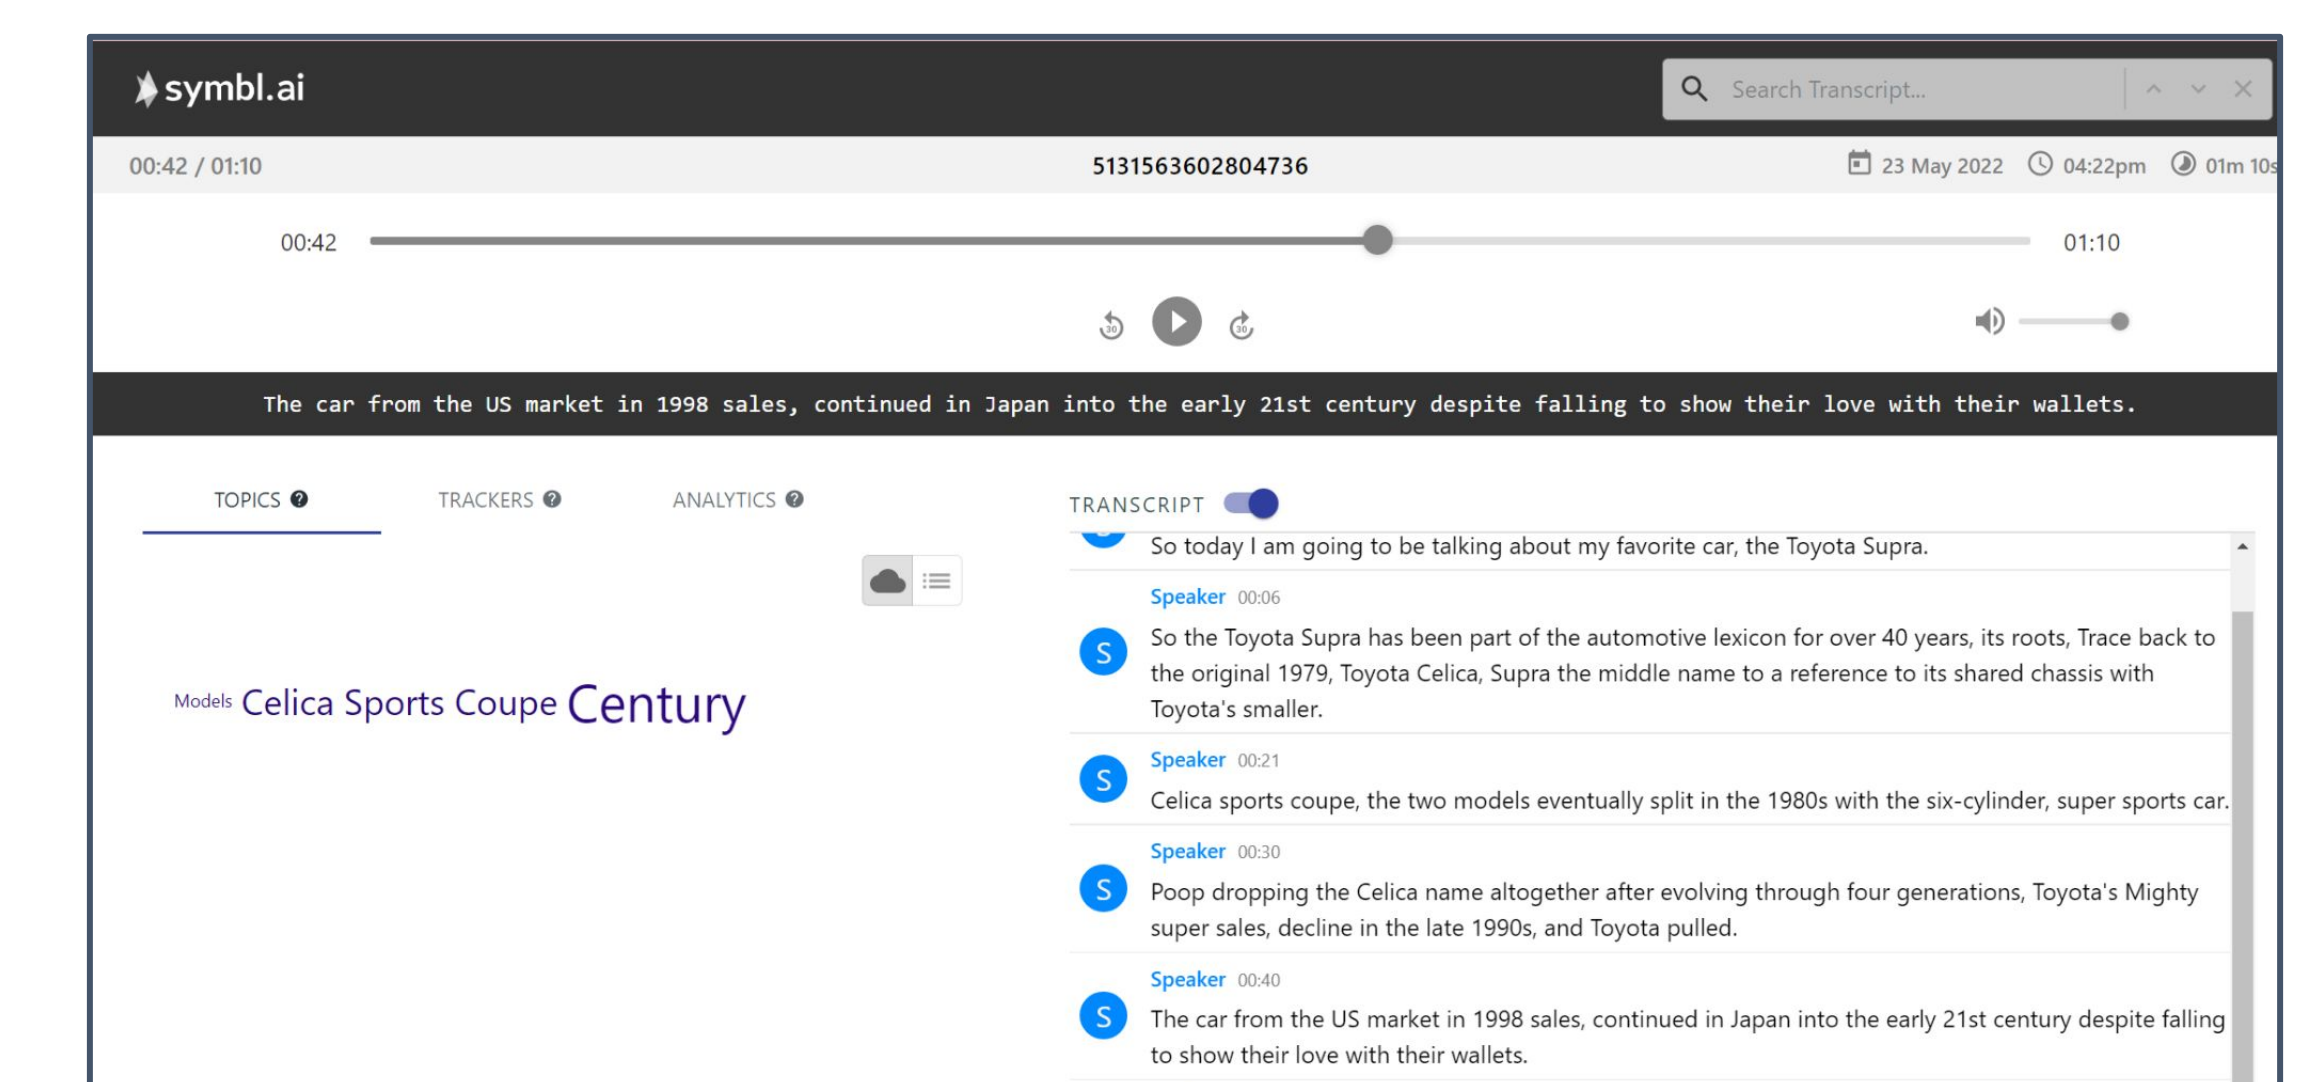 symbl.ai
Search Transcript...
00:42 / 01:10
5131563602804736
23 May 2022 04:22pm 01m 10s
00:42
01:10
30
30
The car from the US market in 1998 sales, continued in Japan into the early 21st century despite falling to show their love with their wallets.
TOPICS ?
TRACKERS ?
ANALYTICS ?
TRANSCRIPT
So today I am going to be talking about my favorite car, the Toyota Supra.
Models Celica Sports Coupe Century
Speaker 00:06
S
So the Toyota Supra has been part of the automotive lexicon for over 40 years, its roots, Trace back to
the original 1979, Toyota Celica, Supra the middle name to a reference to its shared chassis with
Toyota's smaller.
Speaker 00:21
S
Celica sports coupe, the two models eventually split in the 1980s with the six-cylinder, super sports car.
Speaker 00:30
S
Poop dropping the Celica name altogether after evolving through four generations, Toyota's Mighty
super sales, decline in the late 1990s, and Toyota pulled.
Speaker 00:40
S
The car from the US market in 1998 sales, continued in Japan into the early 21st century despite falling
to show their love with their wallets.